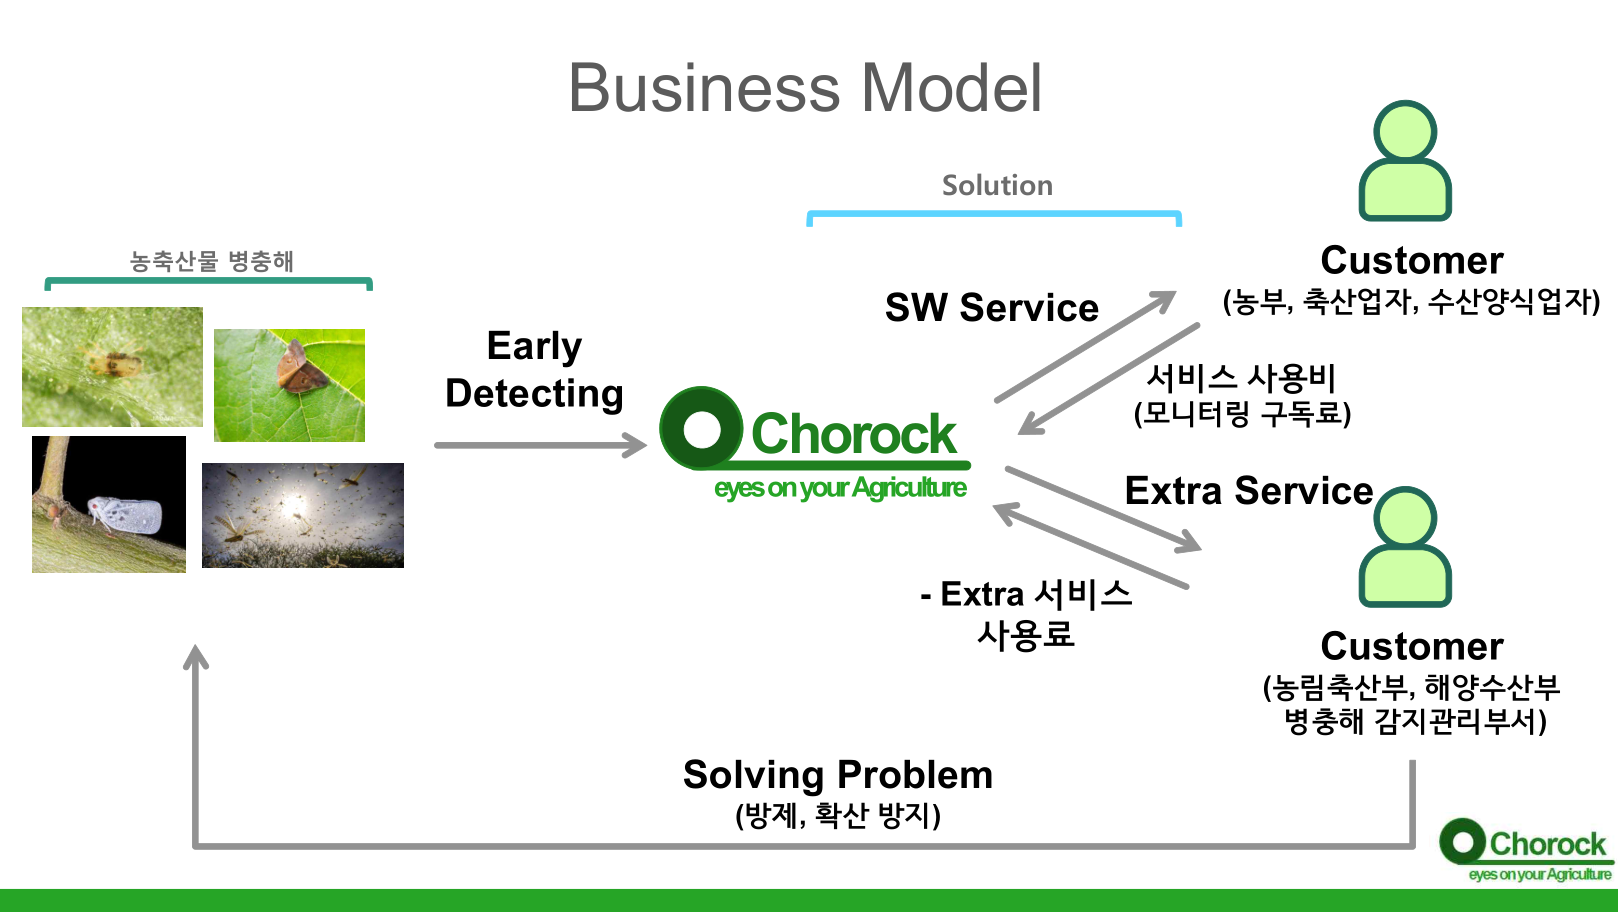 Business Model
Solution
농축산물 병충해
Customer
(농부, 축산업자, 수산양식업자)
SW Service
Early
Detecting
서비스 사용비
(모니터링 구독료)
Chorock
eyes on your Agriculture
Extra Service
- Extra 서비스
사용료
Customer
(농림축산부, 해양수산부
병충해 감지관리부서)
Solving Problem
(방제, 확산 방지)
Chorock
eyes on your Agriculture